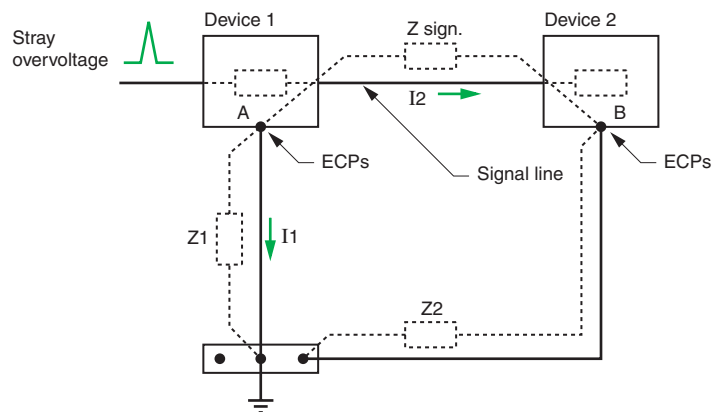 Device 1
Device 2
Stray
overvoltage
Z sign.
I2
A
B
ECPs
Signal line
ECPs
Z1
I1
Z2